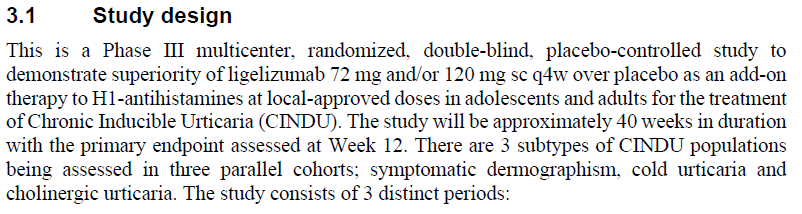 3.1 Study design
This is a Phase III multicenter, randomized, double-blind, placebo-controlled study to
demonstrate superiority of ligelizumab 72 mg and/or 120 mg sc q4w over placebo as an add-on
therapy to H1-antihistamines at local-approved doses in adolescents and adults for the treatment
of Chronic Inducible Urticaria (CINDU). The study will be approximately 40 weeks in duration
with the primary endpoint assessed at Week 12. There are 3 subtypes of CINDU populations
being assessed in three parallel cohorts; symptomatic dermographism, cold urticaria and
cholinergic urticaria. The study consists of 3 distinct periods: